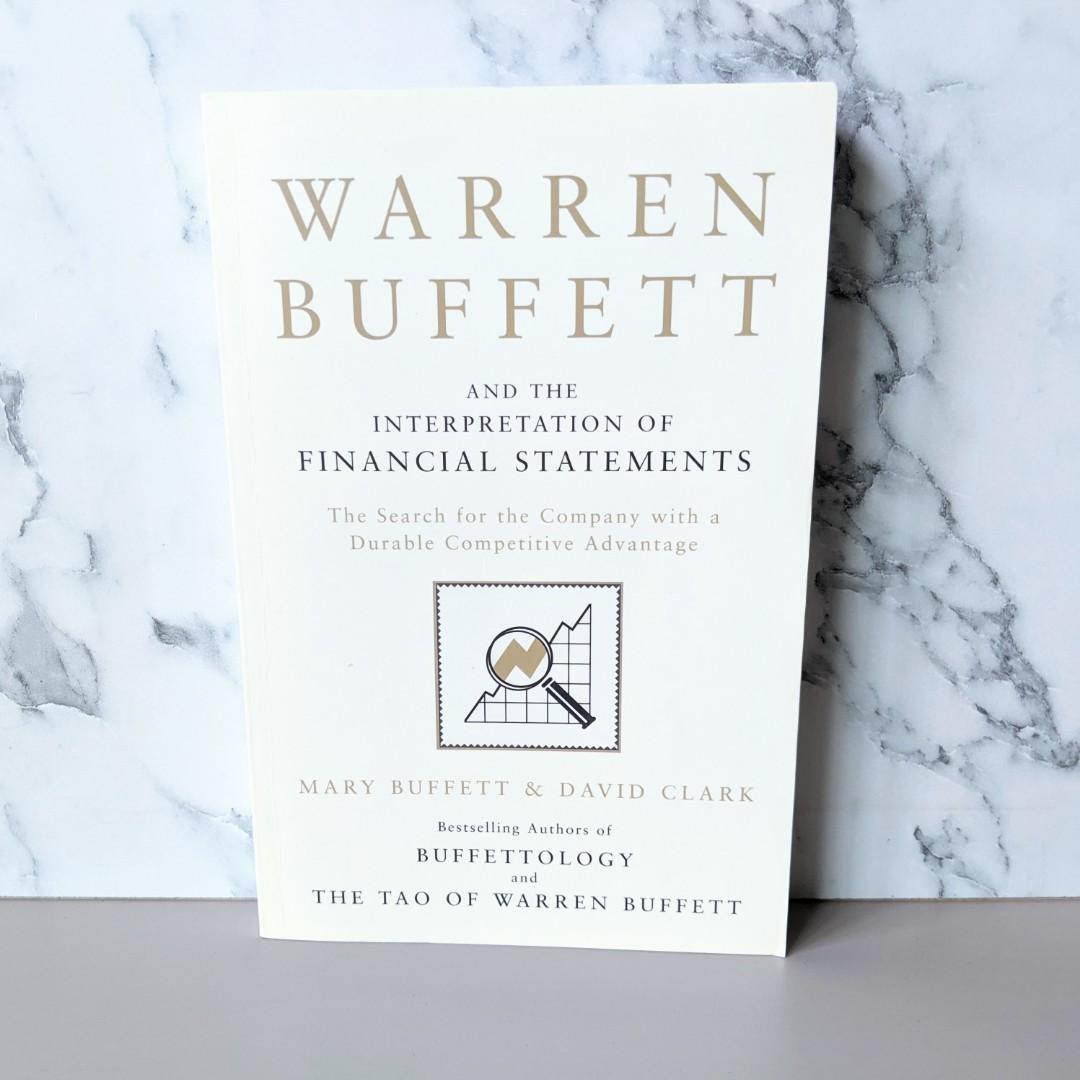 WARREN
BUFFETT
AND THE
INTERPRETATION OF
FINANCIAL STATEMENTS
The Search for the Company with a
Durable Competitive Advantage
MARY BUFFETT & DAVID CLARK
Bestselling Authors of
BUFFETTOLOGY
and
THE TAO OF WARREN BUFFETT